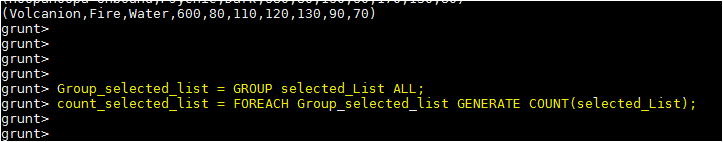 (Volcanion,Fire,Water,600,80,110,120,130,90,70)
grunt>
grunt>
grunt>
grunt>
grunt> Group_selected_list = GROUP selected_List ALL;
grunt> count_selected_list = FOREACH Group_selected_list GENERATE COUNT(selected_List);
grunt>
grunt>